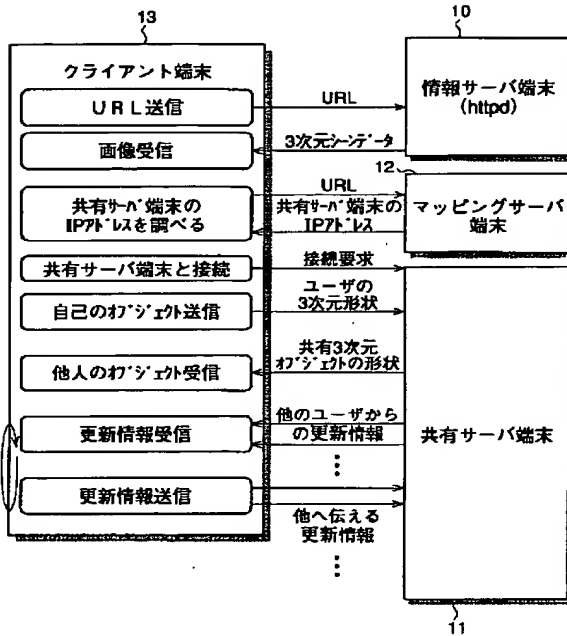 13
クライアント端末
URL送信
画像受信
共有サーバ端末の
IPアドレスを調べる
共有サーバ端末と接続
自己のオブジェクト送信
他人のオブジェクト受信
更新情報受信
更新情報送信
URL
3次元シーンデータ
URL
共有サーバ端末の
IPアドレス
接続要求
ユーザの
3次元形状
共有3次元
オブジェクトの形状
他のユーザから
の更新情報
他へ伝える
更新情報
10
情報サーバ端末
(httpd)
12
マッピングサーバ
端末
共有サーバ端末
11